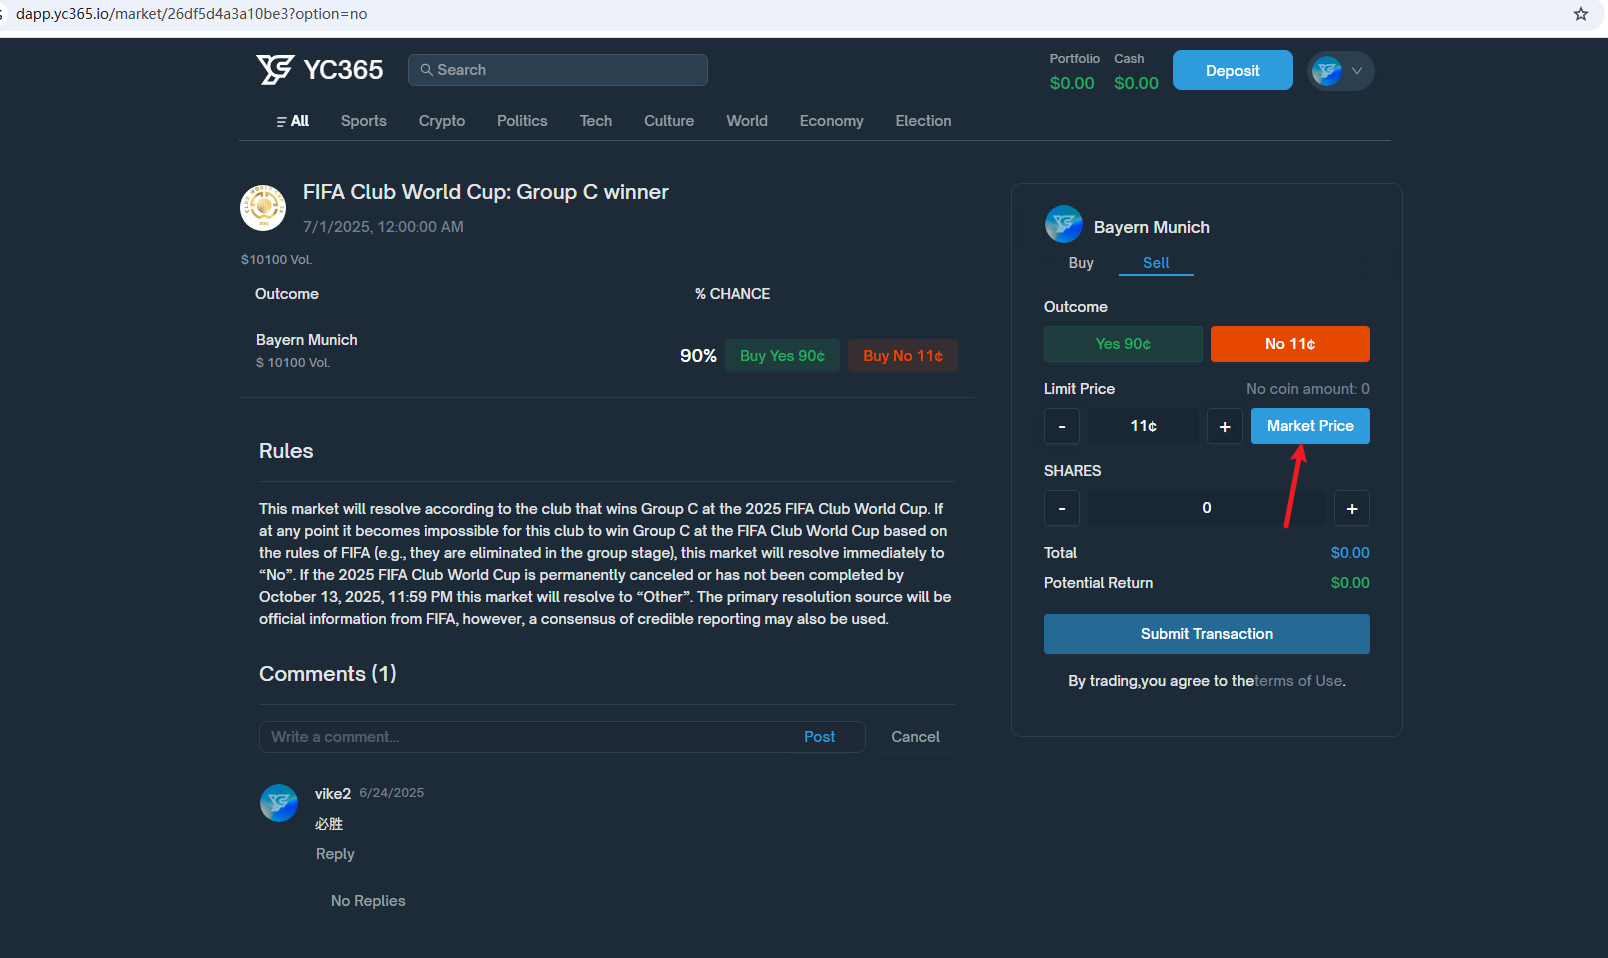 dapp.yc365.io/market/26df5d4a3a10be3?option=no
YC365
Search
Portfolio
Cash
$0.00
$0.00
Deposit
All
Sports
Crypto
Politics
Tech
Culture
World
Economy
Election
FIFA Club World Cup: Group C winner
7/1/2025, 12:00:00 AM
$10100 Vol.
Outcome
% CHANCE
Bayern Munich
$ 10100 Vol.
90%
Buy Yes 90¢
Buy No 11¢
Rules
This market will resolve according to the club that wins Group C at the 2025 FIFA Club World Cup. If
at any point it becomes impossible for this club to win Group C at the FIFA Club World Cup based on
the rules of FIFA (e.g., they are eliminated in the group stage), this market will resolve immediately to
“No”. If the 2025 FIFA Club World Cup is permanently canceled or has not been completed by
October 13, 2025, 11:59 PM this market will resolve to “Other”. The primary resolution source will be
official information from FIFA, however, a consensus of credible reporting may also be used.
Comments (1)
Write a comment...
Post
Cancel
vike2
6/24/2025
必胜
Reply
No Replies
Bayern Munich
Buy
Sell
Outcome
Yes 90¢
No 11¢
Limit Price
No coin amount: 0
-
11¢
+
Market Price
SHARES
-
0
+
Total
$0.00
Potential Return
$0.00
Submit Transaction
By trading,you agree to theterms of Use.